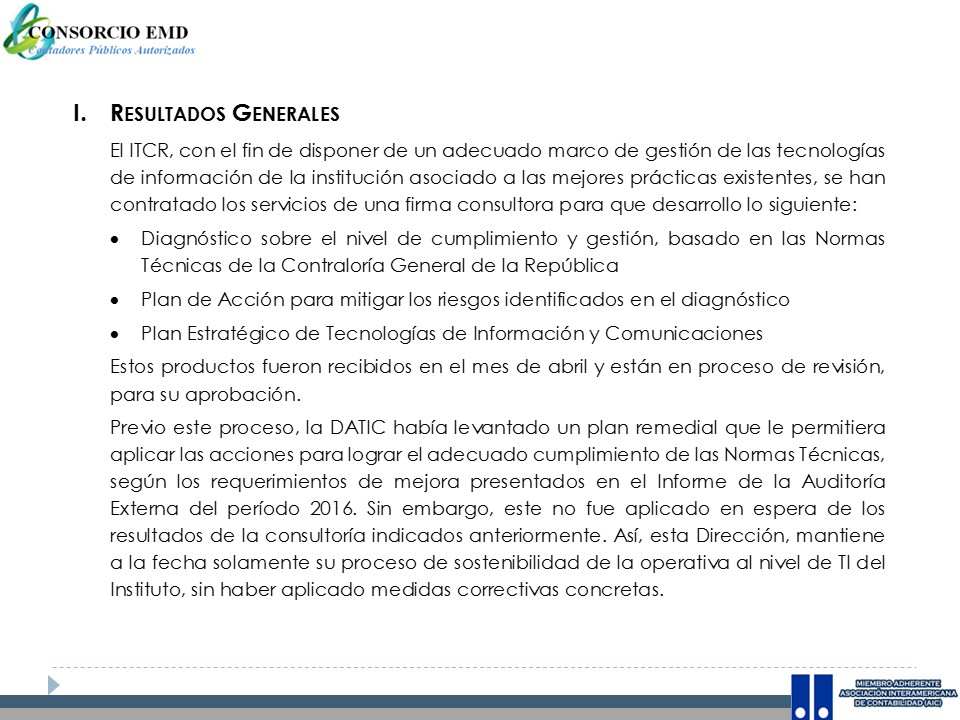 CONSORCIO EMD
Contadores Públicos Autorizados
I. RESULTADOS GENERALES
El ITCR, con el fin de disponer de un adecuado marco de gestión de las tecnologías
de información de la institución asociado a las mejores prácticas existentes, se han
contratado los servicios de una firma consultora para que desarrollo lo siguiente:
• Diagnóstico sobre el nivel de cumplimiento y gestión, basado en las Normas
Técnicas de la Contraloría General de la República
• Plan de Acción para mitigar los riesgos identificados en el diagnóstico
• Plan Estratégico de Tecnologías de Información y Comunicaciones
Estos productos fueron recibidos en el mes de abril y están en proceso de revisión,
para su aprobación.
Previo este proceso, la DATIC había levantado un plan remedial que le permitiera
aplicar las acciones para lograr el adecuado cumplimiento de las Normas Técnicas,
según los requerimientos de mejora presentados en el Informe de la Auditoría
Externa del período 2016. Sin embargo, este no fue aplicado en espera de los
resultados de la consultoría indicados anteriormente. Así, esta Dirección, mantiene
a la fecha solamente su proceso de sostenibilidad de la operativa al nivel de TI del
Instituto, sin haber aplicado medidas correctivas concretas.
MIEMBRO ADHERENTE
ASOCIACIÓN INTERAMERICANA
DE CONTABILIDAD (AIC)